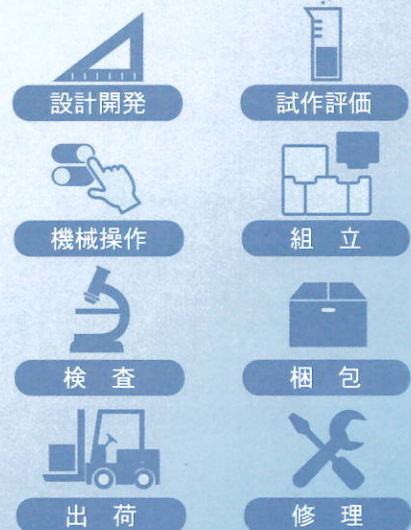 設計開発
試作評価
機械操作
組 立
検 査
梱 包
出 荷
修 理